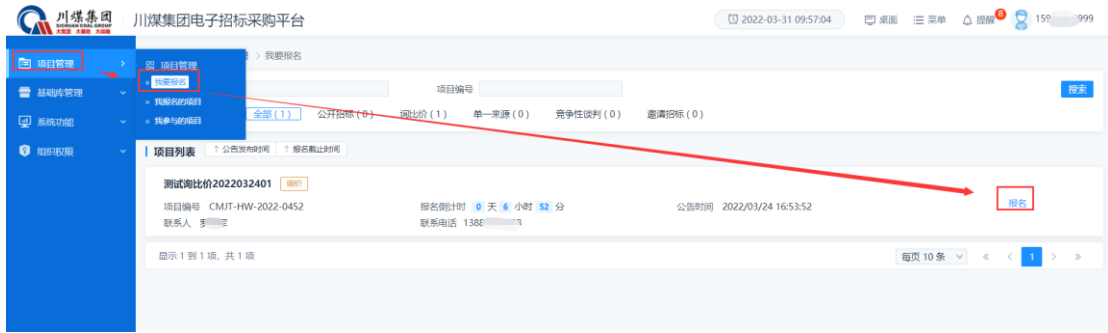 川煤集团
SICHUAN COAL GROUP
大煤炭 大基地 大战略
川煤集团电子招标采购平台
2022-03-31 09:57:04
桌面
菜单
提醒 8
159 999
项目管理
基础库管理
系统功能
组织权限
项目管理
我要报名
我报名的项目
我参与的项目
> 我要报名
项目编号
搜索
全部(1) 公开招标(0) 询比价(1) 单一来源(0) 竞争性谈判(0) 邀请招标(0)
项目列表 ↑ 公告发布时间 ↑ 报名截止时间
测试询比价2022032401 询价
项目编号 CMJT-HW-2022-0452 报名倒计时 0 天 6 小时 52 分 公告时间 2022/03/24 16:53:52
报名
联系人 联系电话 1388
显示 1 到 1 项，共 1 项
每页 10 条 « < 1 > »